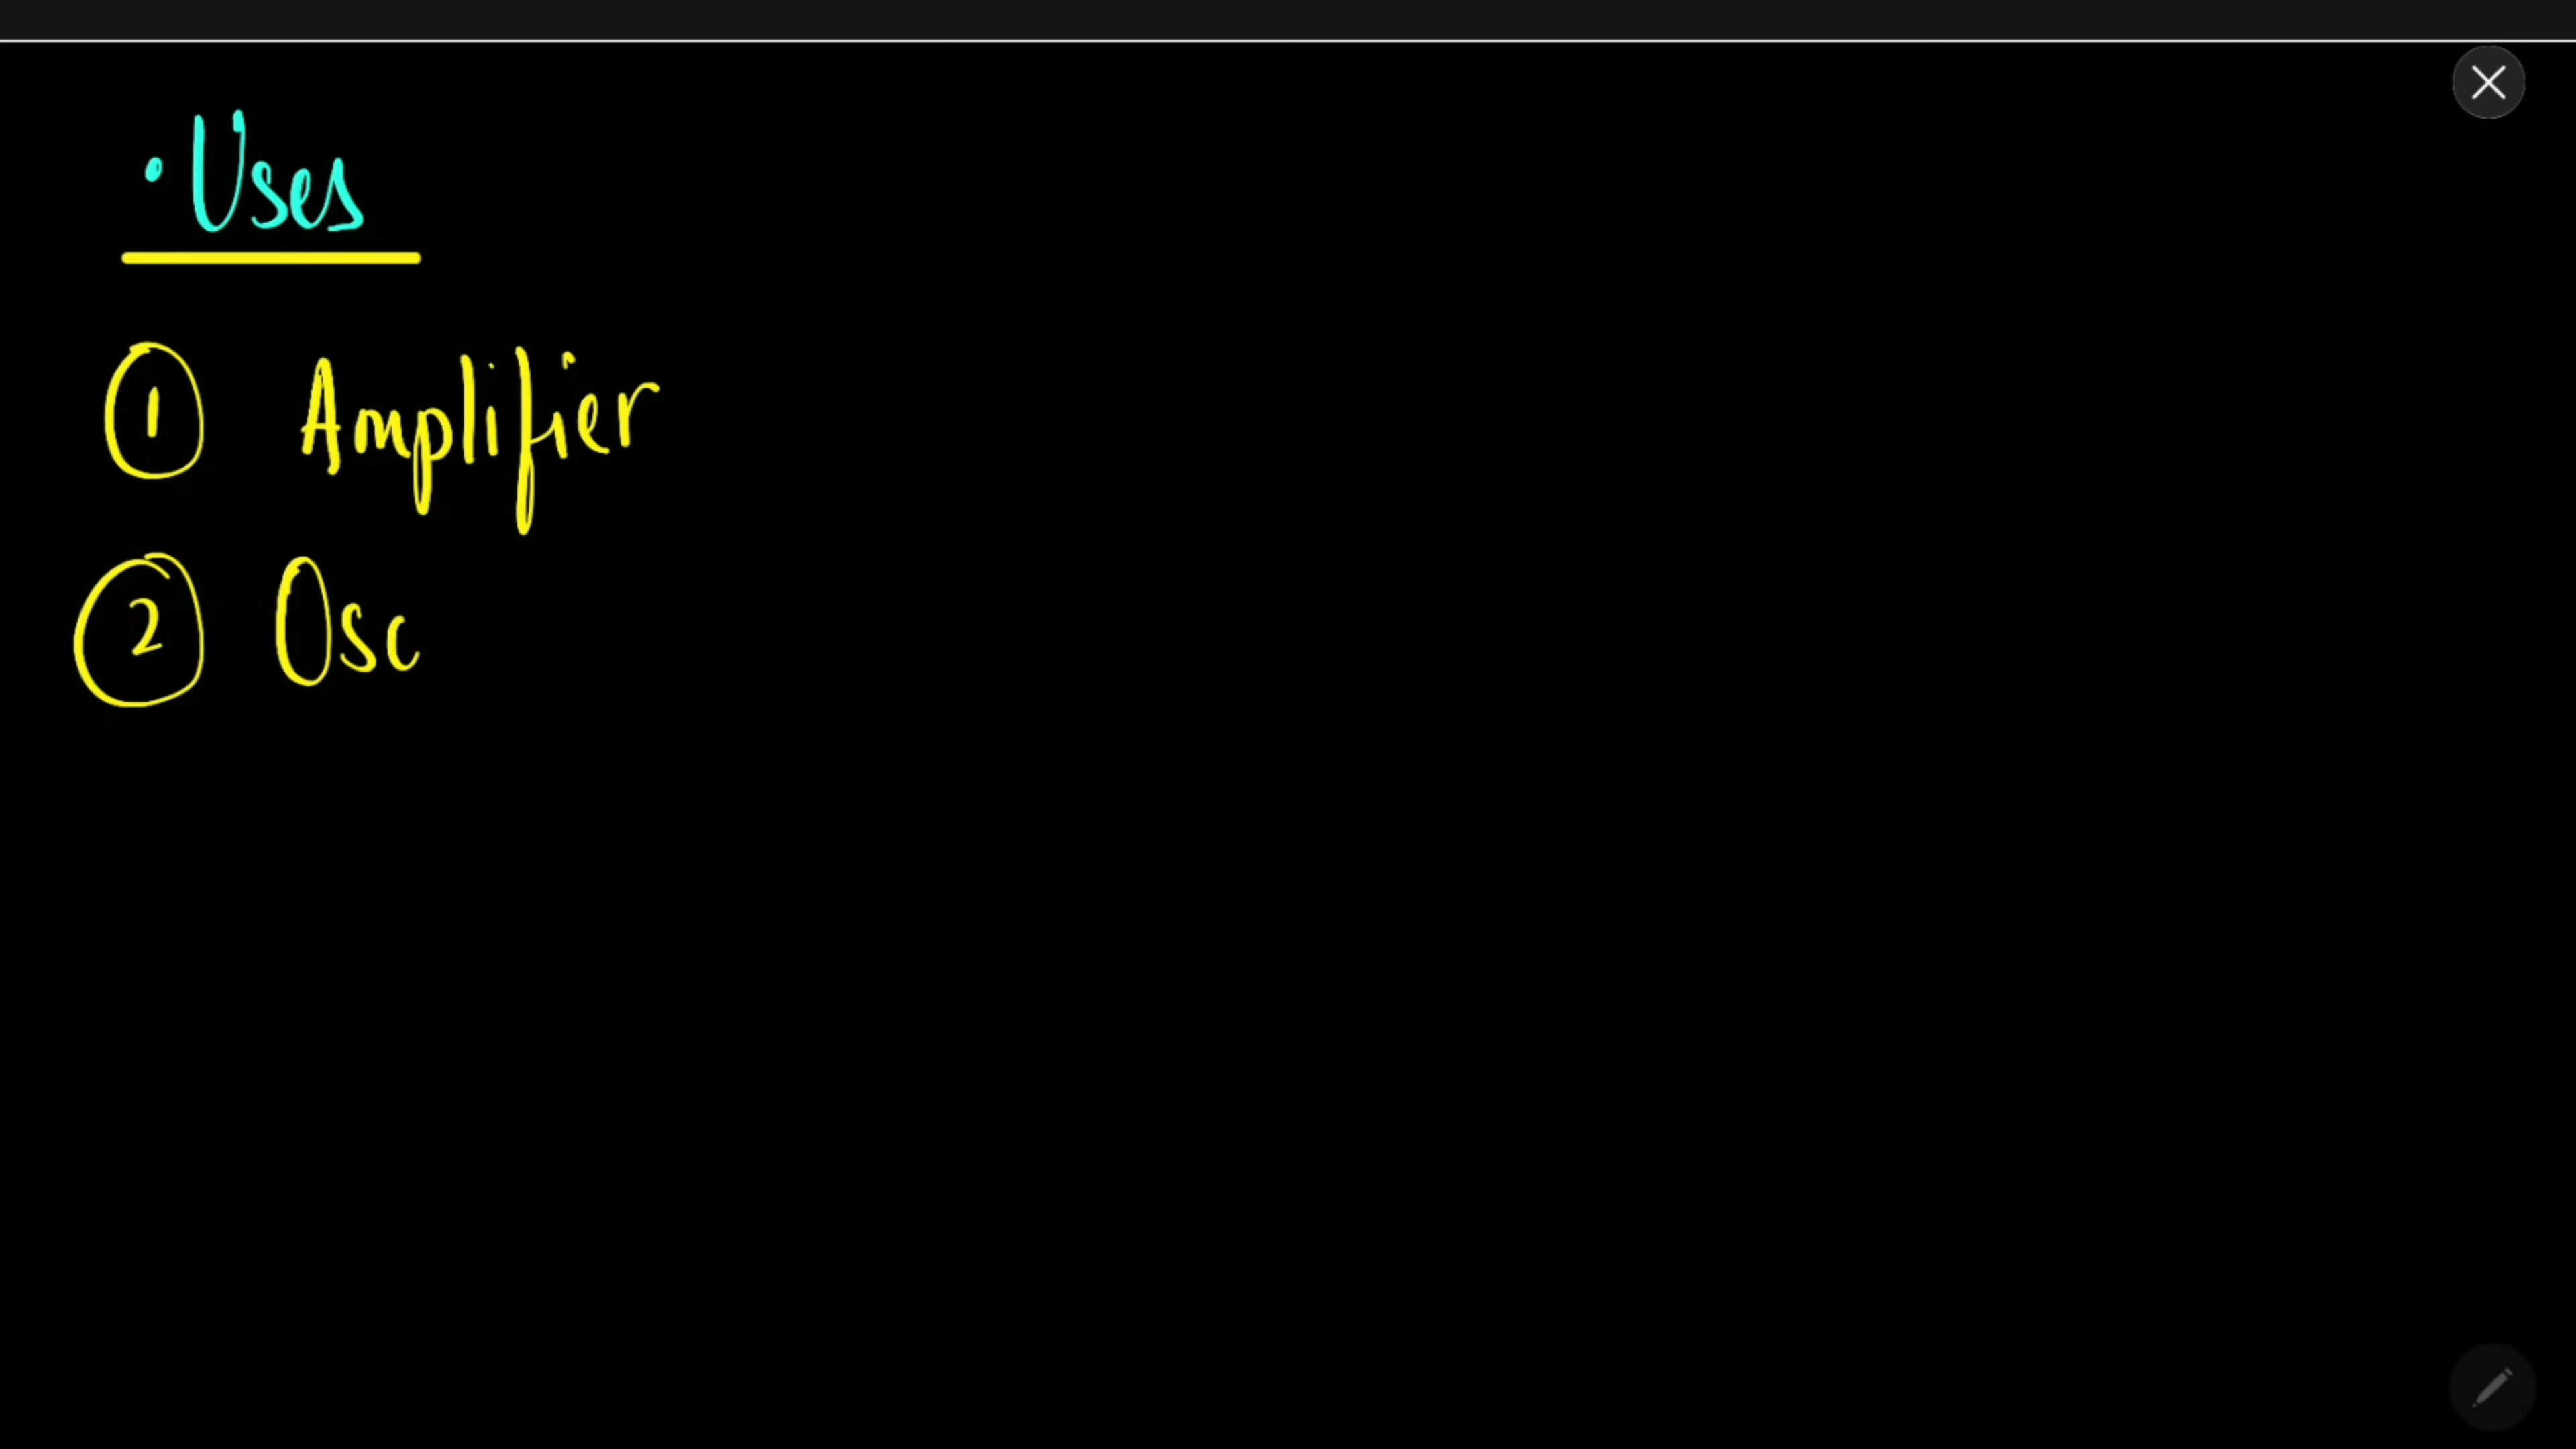 • Uses
① Amplifier
② Osc